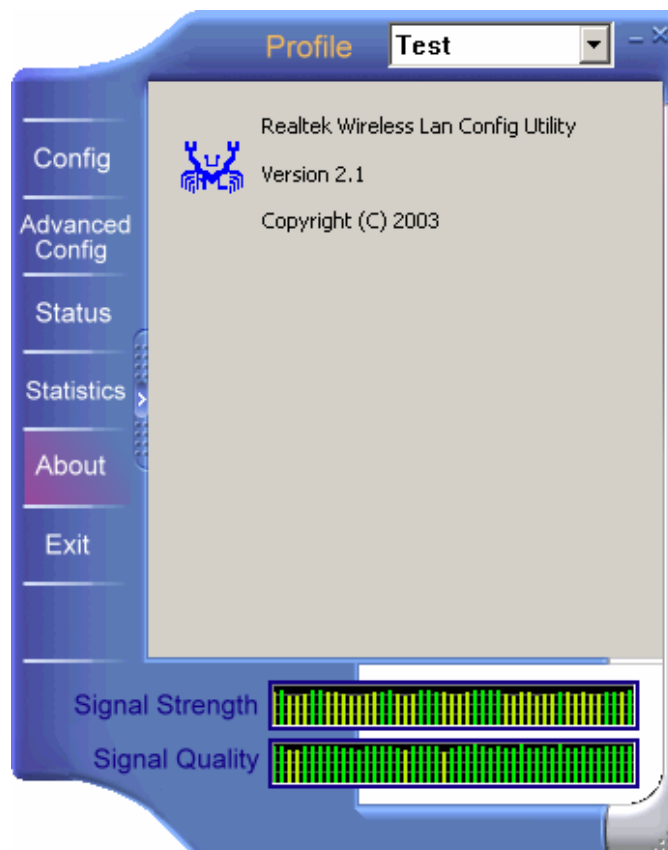 Profile Test
Realtek Wireless Lan Config Utility
Version 2.1
Copyright (C) 2003
Config
Advanced
Config
Status
Statistics
About
Exit
Signal Strength
Signal Quality